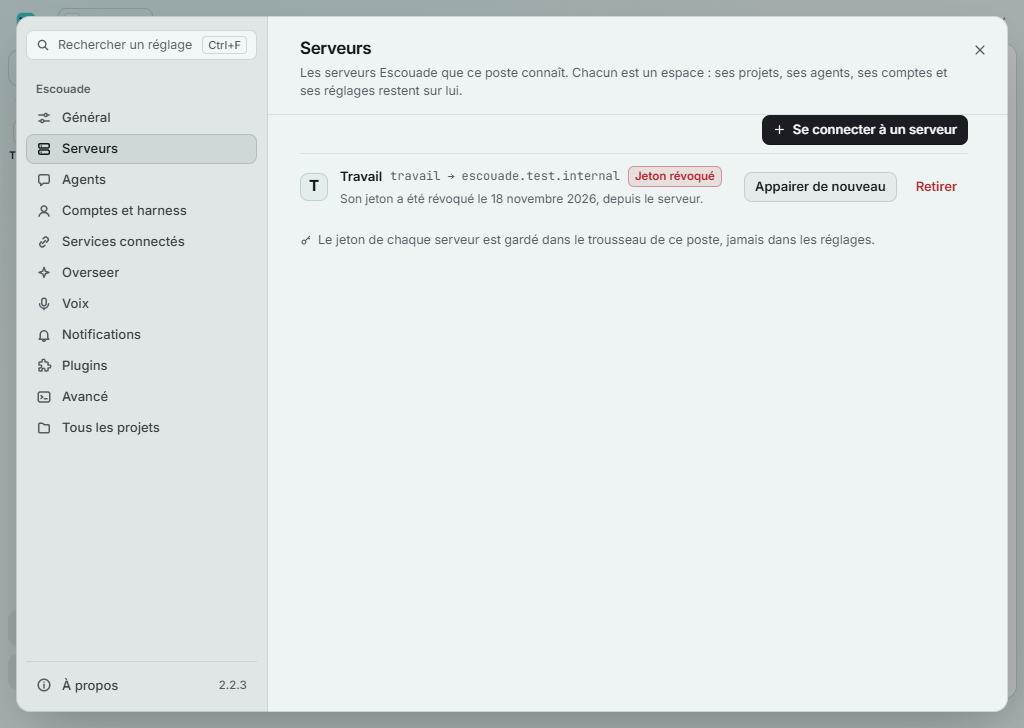 Rechercher un réglage Ctrl+F
Escouade
Général
Serveurs
Agents
Comptes et harness
Services connectés
Overseer
Voix
Notifications
Plugins
Avancé
Tous les projets
À propos 2.2.3
Serveurs
Les serveurs Escouade que ce poste connaît. Chacun est un espace : ses projets, ses agents, ses comptes et
ses réglages restent sur lui.
+ Se connecter à un serveur
T Travail travail → escouade.test.internal Jeton révoqué
Son jeton a été révoqué le 18 novembre 2026, depuis le serveur.
Appairer de nouveau Retirer
Le jeton de chaque serveur est gardé dans le trousseau de ce poste, jamais dans les réglages.